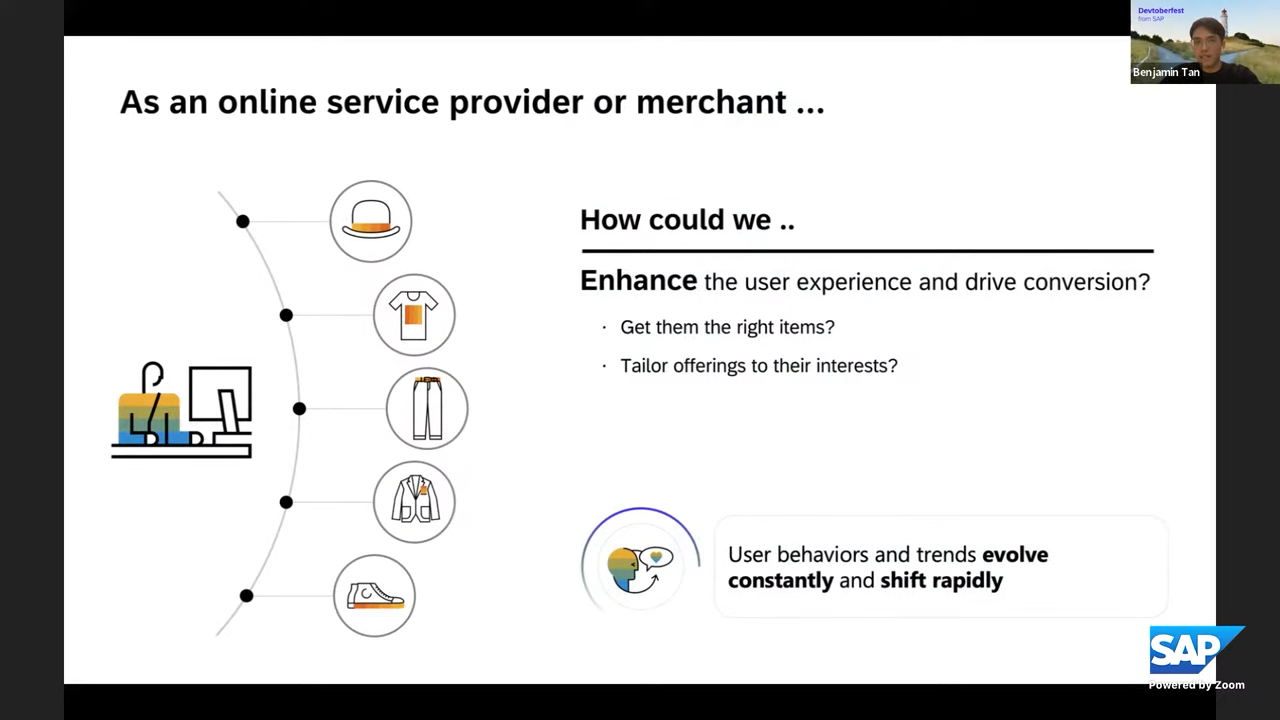 Devtoberfest
from SAP
Benjamin Tan
As an online service provider or merchant ...
How could we ..
Enhance the user experience and drive conversion?
· Get them the right items?
· Tailor offerings to their interests?
User behaviors and trends evolve
constantly and shift rapidly
SAP
Powered by Zoom